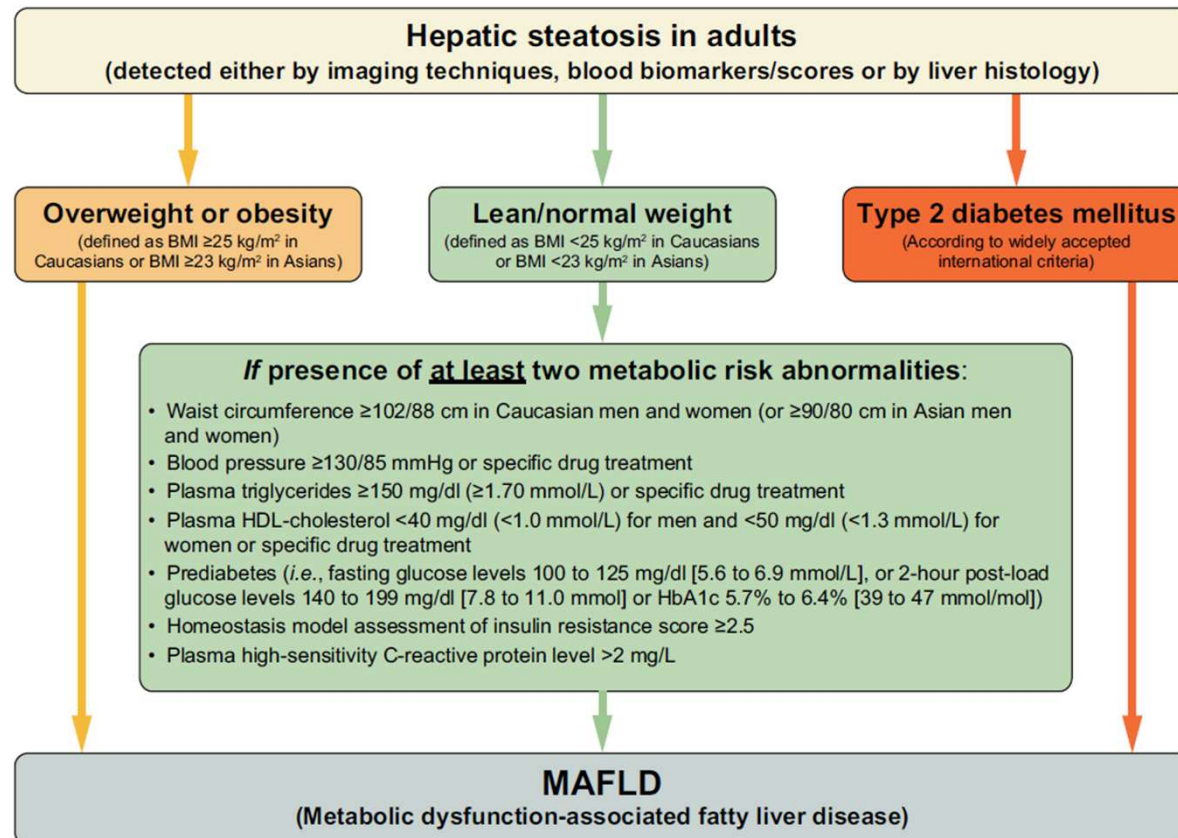 Hepatic steatosis in adults
(detected either by imaging techniques, blood biomarkers/scores or by liver histology)
Overweight or obesity
(defined as BMI ≥25 kg/m² in
Caucasians or BMI ≥23 kg/m² in Asians)
Lean/normal weight
(defined as BMI <25 kg/m² in Caucasians
or BMI <23 kg/m² in Asians)
Type 2 diabetes mellitus
(According to widely accepted
international criteria)
If presence of at least two metabolic risk abnormalities:
• Waist circumference ≥102/88 cm in Caucasian men and women (or ≥90/80 cm in Asian men
and women)
• Blood pressure ≥130/85 mmHg or specific drug treatment
• Plasma triglycerides ≥150 mg/dl (≥1.70 mmol/L) or specific drug treatment
• Plasma HDL-cholesterol <40 mg/dl (<1.0 mmol/L) for men and <50 mg/dl (<1.3 mmol/L) for
women or specific drug treatment
• Prediabetes (i.e., fasting glucose levels 100 to 125 mg/dl [5.6 to 6.9 mmol/L], or 2-hour post-load
glucose levels 140 to 199 mg/dl [7.8 to 11.0 mmol] or HbA1c 5.7% to 6.4% [39 to 47 mmol/mol])
• Homeostasis model assessment of insulin resistance score ≥2.5
• Plasma high-sensitivity C-reactive protein level >2 mg/L
MAFLD
(Metabolic dysfunction-associated fatty liver disease)